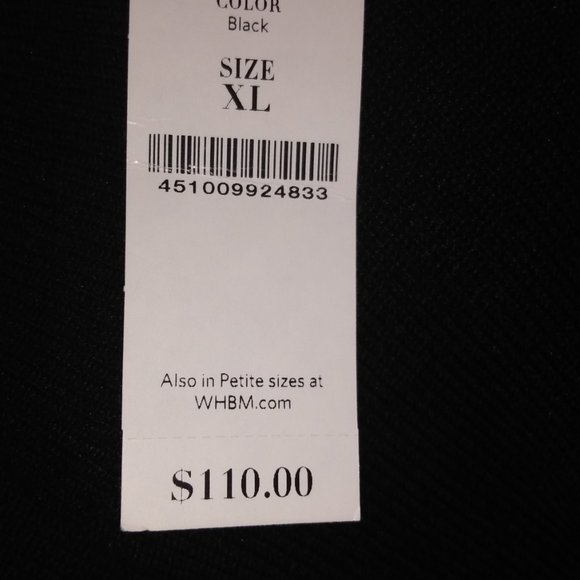 COLOR
Black
SIZE
XL
451009924833
Also in Petite sizes at
WHBM.com
$110.00